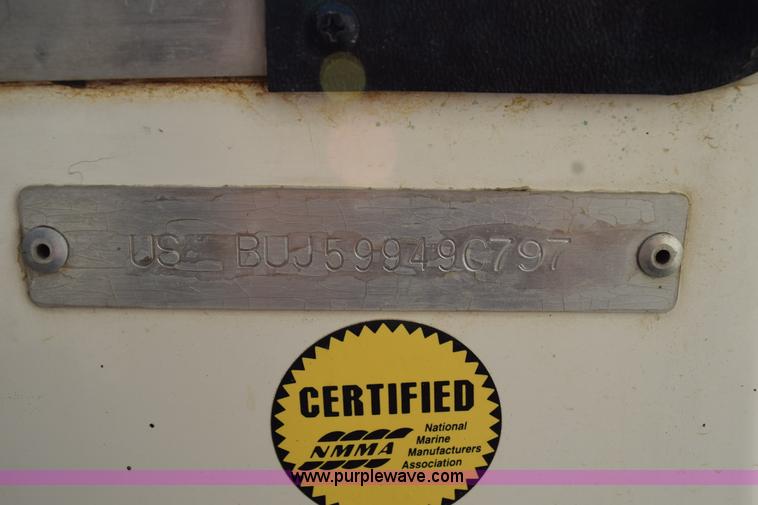 US BUJ59949C797
CERTIFIED
NMMA
National
Marine
Manufacturers
Association
www.purplewave.com